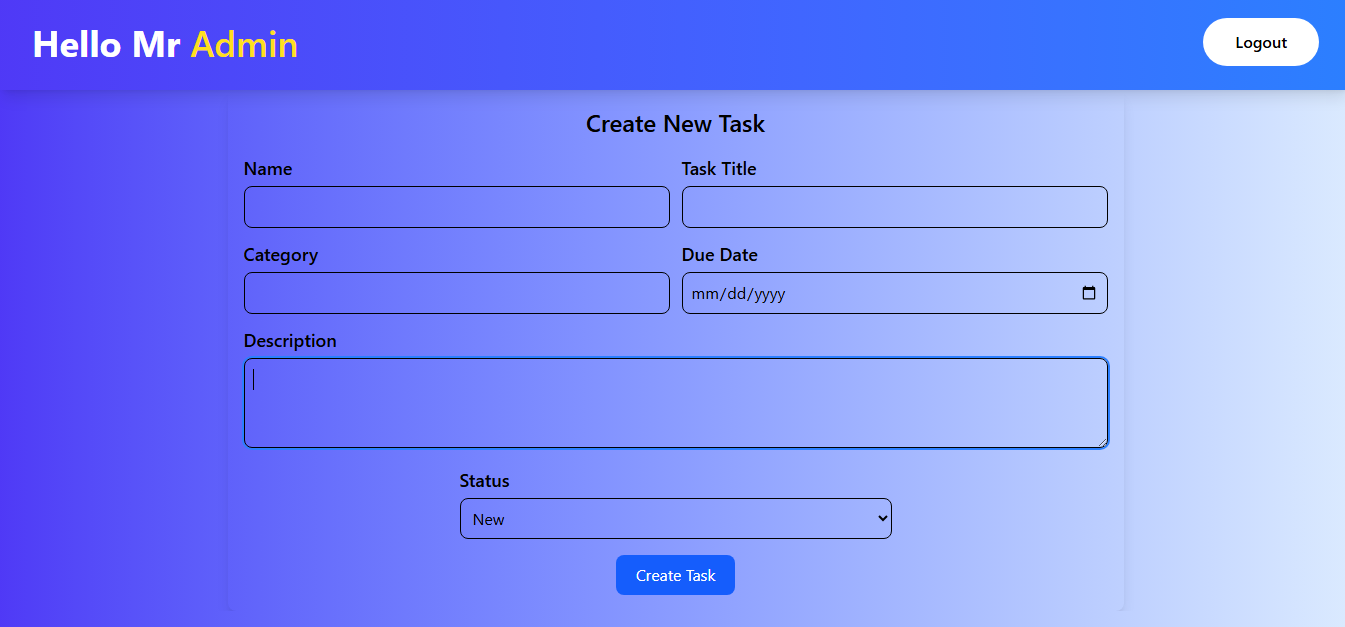 Hello Mr Admin
Logout
Create New Task
Name
Task Title
Category
Due Date
mm/dd/yyyy
Description
Status
New
Create Task